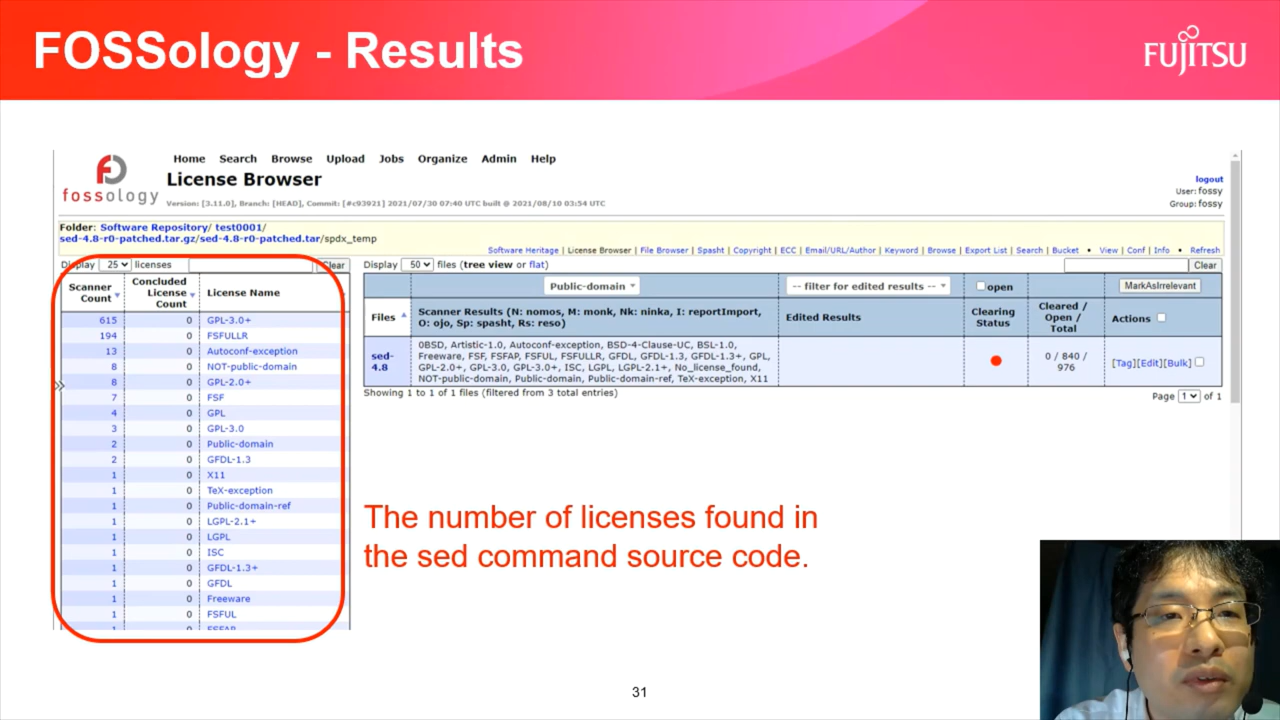 FOSSology - Results
FUJITSU
fossology
Home Search Browse Upload Jobs Organize Admin Help
License Browser
Version: [3.11.0], Branch: [HEAD], Commit: [#c93921] 2021/07/30 07:40 UTC built @ 2021/08/10 03:54 UTC
logout
User: fossy
Group: fossy
Folder: Software Repository/ test0001/
sed-4.8-r0-patched.tar.gz/sed-4.8-r0-patched.tar/spdx_temp
Software Heritage | License Browser | File Browser | Spasht | Copyright | ECC | Email/URL/Author | Keyword | Browse | Export List | Search | Bucket • View | Conf | Info • Refresh
Display 25 licenses Clear
Scanner Count Concluded License Count License Name
615 0 GPL-3.0+
194 0 FSFULLR
13 0 Autoconf-exception
8 0 NOT-public-domain
8 0 GPL-2.0+
7 0 FSF
4 0 GPL
3 0 GPL-3.0
2 0 Public-domain
2 0 GFDL-1.3
1 0 X11
1 0 TeX-exception
1 0 Public-domain-ref
1 0 LGPL-2.1+
1 0 LGPL
1 0 ISC
1 0 GFDL-1.3+
1 0 GFDL
1 0 Freeware
1 0 FSFUL
1 0 FSFAP
Display 50 files (tree view or flat) Clear
Public-domain -- filter for edited results -- open MarkAsIrrelevant
Files Scanner Results (N: nomos, M: monk, Nk: ninka, I: reportImport, O: ojo, Sp: spasht, Rs: reso) Edited Results Clearing Status Cleared / Open / Total Actions
sed-4.8
0BSD, Artistic-1.0, Autoconf-exception, BSD-4-Clause-UC, BSL-1.0,
Freeware, FSF, FSFAP, FSFUL, FSFULLR, GFDL, GFDL-1.3, GFDL-1.3+, GPL,
GPL-2.0+, GPL-3.0, GPL-3.0+, ISC, LGPL, LGPL-2.1+, No_license_found,
NOT-public-domain, Public-domain, Public-domain-ref, TeX-exception, X11
0 / 840 / 976
[Tag][Edit][Bulk]
Showing 1 to 1 of 1 files (filtered from 3 total entries)
Page 1 of 1
The number of licenses found in
the sed command source code.
31